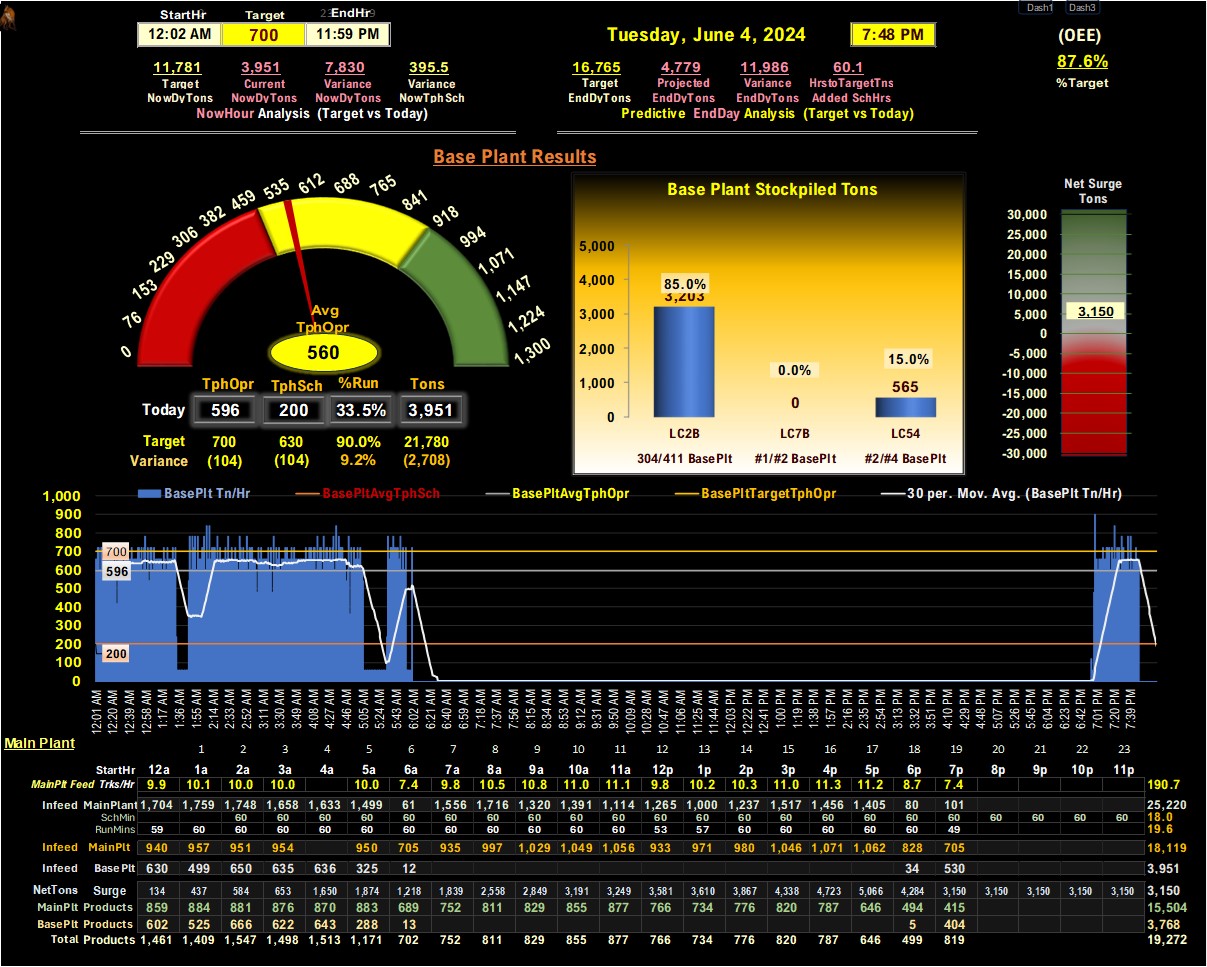 Dash1 Dash3
StartHr Target EndHr
12:02 AM 700 11:59 PM
Tuesday, June 4, 2024 7:48 PM
(OEE)
87.6%
%Target
11,781 3,951 7,830 395.5
Target Current Variance Variance
NowDyTons NowDyTons NowDyTons NowTphSch
NowHour Analysis (Target vs Today)
16,765 4,779 11,986 60.1
Target Projected Variance HrstoTargetTns
EndDyTons EndDyTons EndDyTons Added SchHrs
Predictive EndDay Analysis (Target vs Today)
Base Plant Results
0 76 153 229 306 382 459 535 612 688 765 841 918 994 1,071 1,147 1,224 1,300
Avg
TphOpr
560
TphOpr TphSch %Run Tons
Today 596 200 33.5% 3,951
Target 700 630 90.0% 21,780
Variance (104) (104) 9.2% (2,708)
Base Plant Stockpiled Tons
5,000
4,000
3,000
2,000
1,000
0
85.0%
3,203
0.0%
0
15.0%
565
LC2B LC7B LC54
304/411 BasePlt #1/#2 BasePlt #2/#4 BasePlt
Net Surge
Tons
30,000
25,000
20,000
15,000
10,000
5,000
0
-5,000
-10,000
-15,000
-20,000
-25,000
-30,000
3,150
BasePlt Tn/Hr BasePltAvgTphSch BasePltAvgTphOpr BasePltTargetTphOpr 30 per. Mov. Avg. (BasePlt Tn/Hr)
1,000
900
800
700
600
500
400
300
200
100
0
700
596
200
12:01 AM 12:20 AM 12:39 AM 12:58 AM 1:17 AM 1:36 AM 1:55 AM 2:14 AM 2:33 AM 2:52 AM 3:11 AM 3:30 AM 3:49 AM 4:08 AM 4:27 AM 4:46 AM 5:05 AM 5:24 AM 5:43 AM 6:02 AM 6:21 AM 6:40 AM 6:59 AM 7:18 AM 7:37 AM 7:56 AM 8:15 AM 8:34 AM 8:53 AM 9:12 AM 9:31 AM 9:50 AM 10:09 AM 10:28 AM 10:47 AM 11:06 AM 11:25 AM 11:44 AM 12:03 PM 12:22 PM 12:41 PM 1:00 PM 1:19 PM 1:38 PM 1:57 PM 2:16 PM 2:35 PM 2:54 PM 3:13 PM 3:32 PM 3:51 PM 4:10 PM 4:29 PM 4:48 PM 5:07 PM 5:26 PM 5:45 PM 6:04 PM 6:23 PM 6:42 PM 7:01 PM 7:20 PM 7:39 PM
Main Plant
1 2 3 4 5 6 7 8 9 10 11 12 13 14 15 16 17 18 19 20 21 22 23
StartHr 12a 1a 2a 3a 4a 5a 6a 7a 8a 9a 10a 11a 12p 1p 2p 3p 4p 5p 6p 7p 8p 9p 10p 11p
MainPlt Feed Trks/Hr 9.9 10.1 10.0 10.0 10.0 7.4 9.8 10.5 10.8 11.0 11.1 9.8 10.2 10.3 11.0 11.3 11.2 8.7 7.4 190.7
Infeed MainPlant 1,704 1,759 1,748 1,658 1,633 1,499 61 1,556 1,716 1,320 1,391 1,114 1,265 1,000 1,237 1,517 1,456 1,405 80 101 25,220
SchMin 60 60 60 60 60 60 60 60 60 60 60 60 60 60 60 60 60 60 60 60 60 60 18.0
RunMins 59 60 60 60 60 60 60 60 60 60 60 60 53 57 60 60 60 60 60 49 19.6
Infeed MainPlt 940 957 951 954 950 705 935 997 1,029 1,049 1,056 933 971 980 1,046 1,071 1,062 828 705 18,119
Infeed BasePlt 630 499 650 635 636 325 12 34 530 3,951
NetTons Surge 134 437 584 653 1,650 1,874 1,218 1,839 2,558 2,849 3,191 3,249 3,581 3,610 3,867 4,338 4,723 5,066 4,284 3,150 3,150 3,150 3,150 3,150 3,150
MainPlt Products 859 884 881 876 870 883 689 752 811 829 855 877 766 734 776 820 787 646 494 415 15,504
BasePlt Products 602 525 666 622 643 288 13 5 404 3,768
Total Products 1,461 1,409 1,547 1,498 1,513 1,171 702 752 811 829 855 877 766 734 776 820 787 646 499 819 19,272